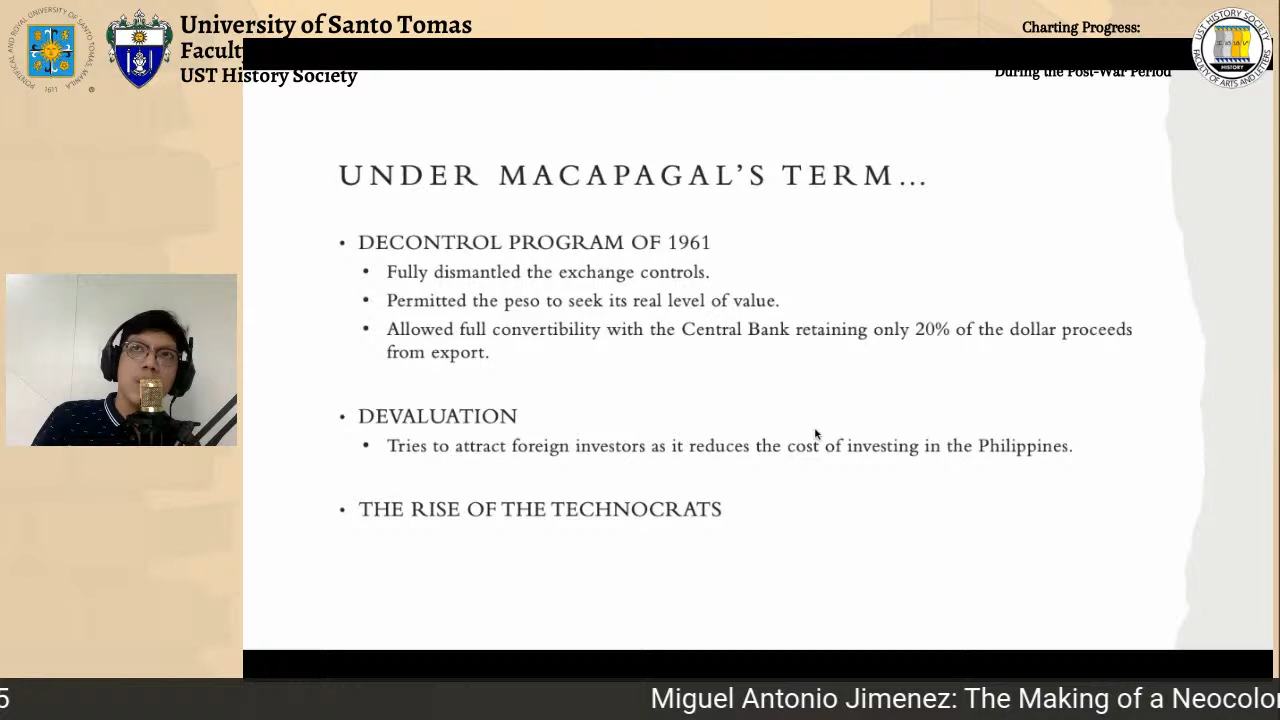 University of Santo Tomas
UST History Society
Charting Progress:
During the Post-War Period
UNDER MACAPAGAL'S TERM...
• DECONTROL PROGRAM OF 1961
• Fully dismantled the exchange controls.
• Permitted the peso to seek its real level of value.
• Allowed full convertibility with the Central Bank retaining only 20% of the dollar proceeds
from export.
• DEVALUATION
• Tries to attract foreign investors as it reduces the cost of investing in the Philippines.
• THE RISE OF THE TECHNOCRATS
5
Miguel Antonio Jimenez: The Making of a Neocolo